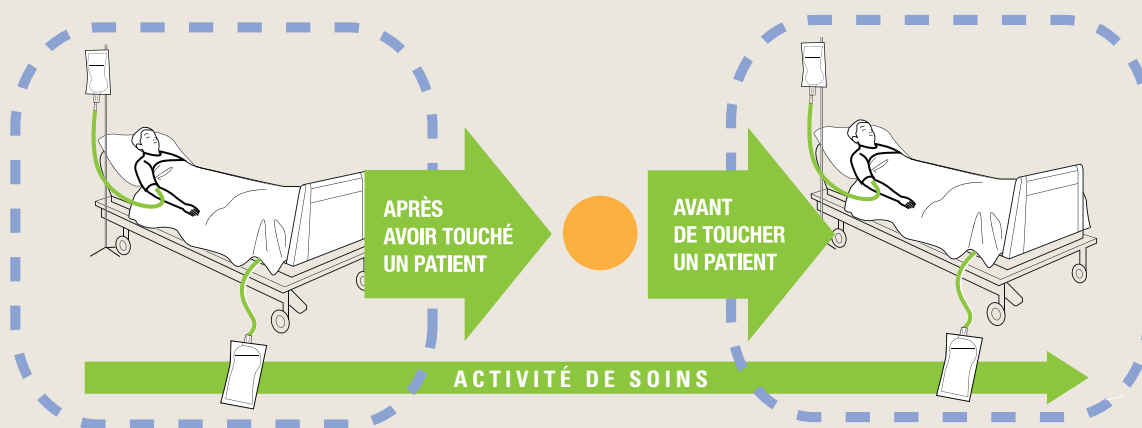 APRÈS
AVOIR TOUCHÉ
UN PATIENT
AVANT
DE TOUCHER
UN PATIENT
ACTIVITÉ DE SOINS